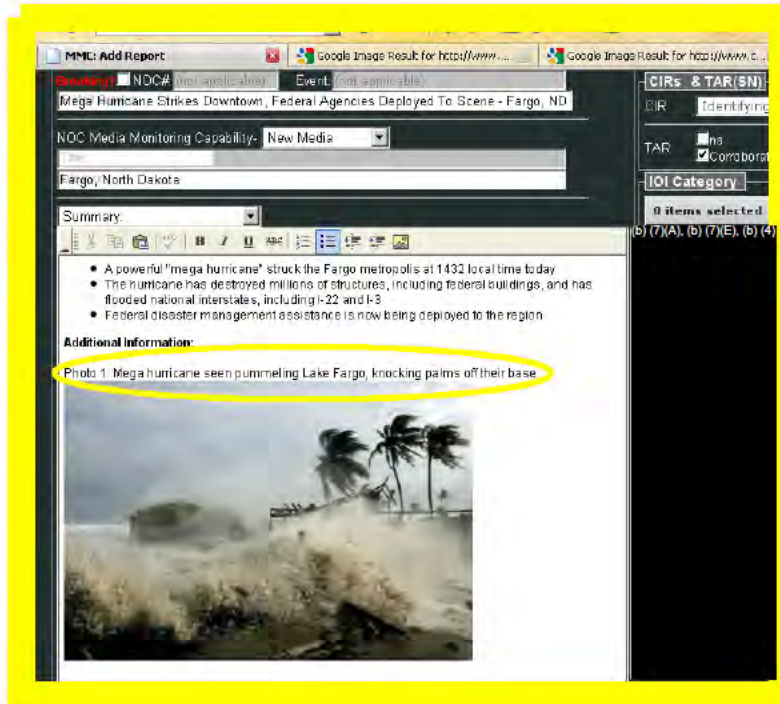 MMC: Add Report
Google Image Result for http://www....
Google Image Result for http://www.c...
Breaking! NOC# (not applicable) Event: (not applicable)
Mega Hurricane Strikes Downtown, Federal Agencies Deployed To Scene - Fargo, ND
NOC Media Monitoring Capability- New Media
Fargo, North Dakota
Summary:
B I U ABC
• A powerful "mega hurricane" struck the Fargo metropolis at 1432 local time today
• The hurricane has destroyed millions of structures, including federal buildings, and has
flooded national interstates, including I-22 and I-3
• Federal disaster management assistance is now being deployed to the region
Additional Information:
Photo 1: Mega hurricane seen pummeling Lake Fargo, knocking palms off their base
CIRs & TAR(SN)
CIR Identifying
TAR na
Corroborat
IOI Category
0 items selected
(b) (7)(A), (b) (7)(E), (b) (4)